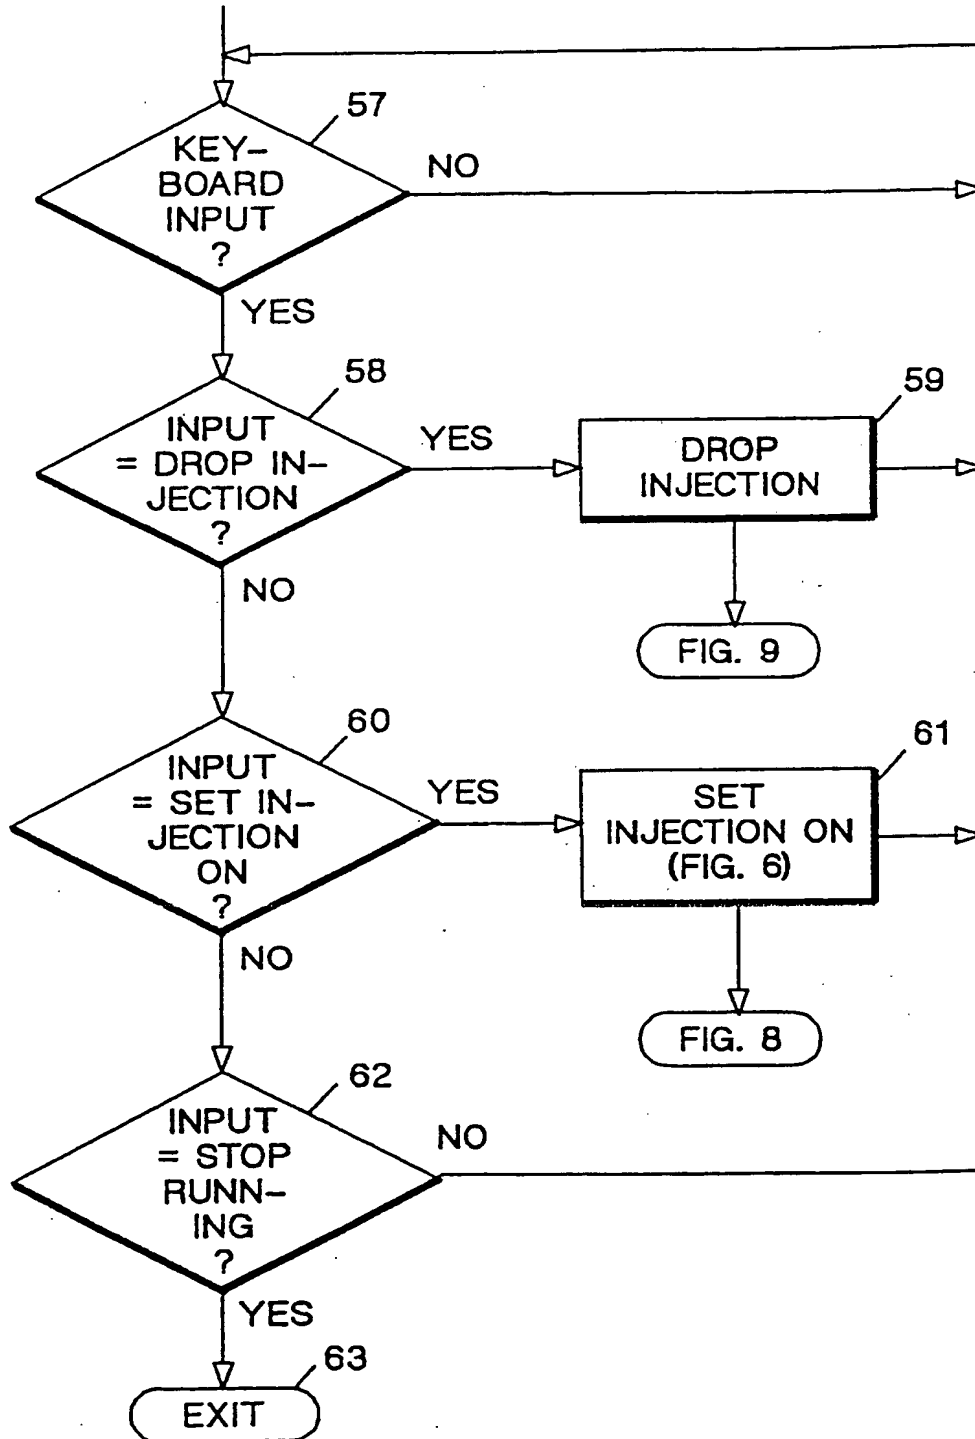 57
KEY-
BOARD
INPUT
?
NO
YES
58
INPUT
= DROP IN-
JECTION
?
YES
59
DROP
INJECTION
NO
FIG. 9
60
INPUT
= SET IN-
JECTION
ON
?
YES
61
SET
INJECTION ON
(FIG. 6)
NO
FIG. 8
62
INPUT
= STOP
RUNN-
ING
?
NO
YES
63
EXIT